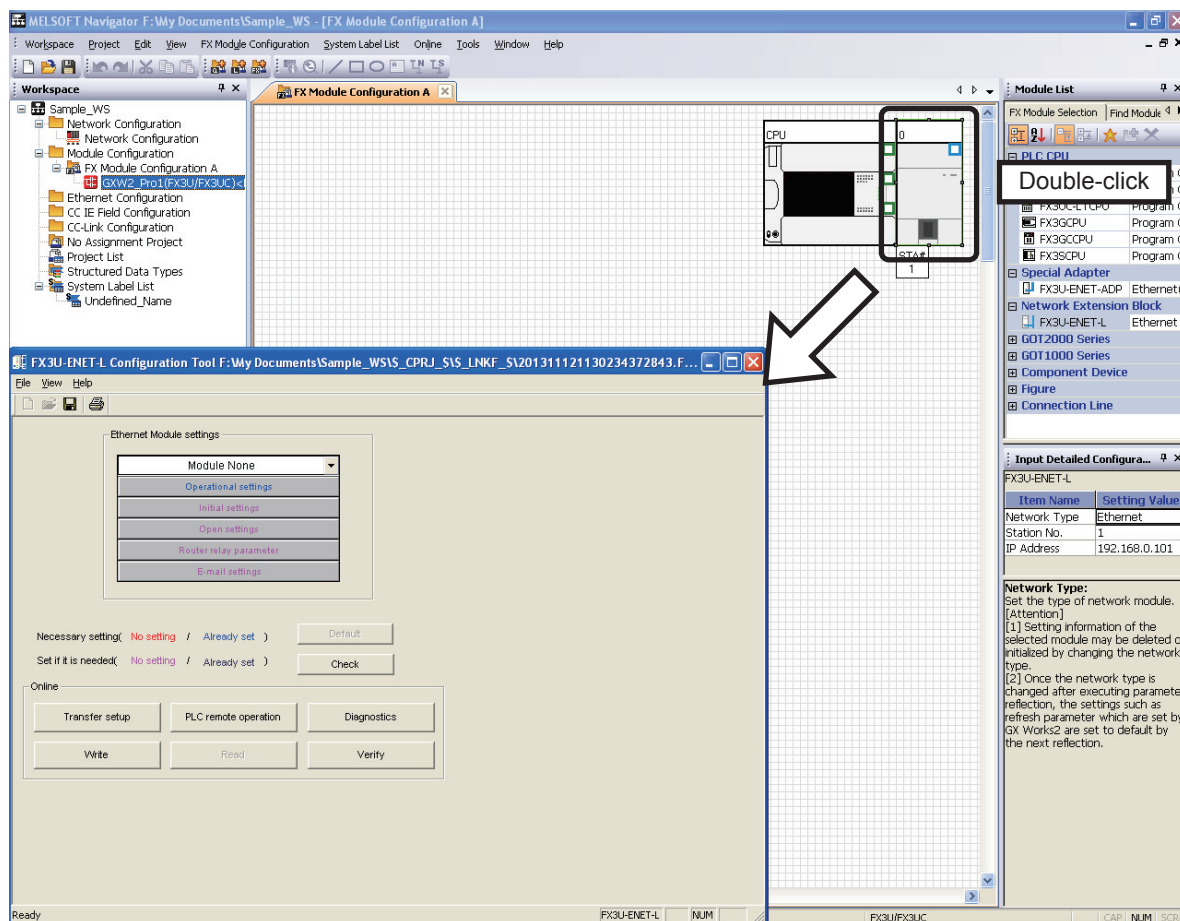 MELSOFT Navigator F:\My Documents\Sample_WS - [FX Module Configuration A]
Workspace Project Edit View FX Module Configuration System Label List Online Tools Window Help
Workspace
Sample_WS
Network Configuration
Network Configuration
Module Configuration
FX Module Configuration A
GXW2_Pro1(FX3U/FX3UC)<
Ethernet Configuration
CC IE Field Configuration
CC-Link Configuration
No Assignment Project
Project List
Structured Data Types
System Label List
Undefined_Name
FX Module Configuration A
CPU
0
STA#
1
Double-click
Module List
FX Module Selection Find Module
PLC CPU
FX3UC-LTCPU Program C
FX3GCPU Program C
FX3GCCPU Program C
FX3SCPU Program C
Special Adapter
FX3U-ENET-ADP Ethernet(
Network Extension Block
FX3U-ENET-L Ethernet
GOT2000 Series
GOT1000 Series
Component Device
Figure
Connection Line
Input Detailed Configura...
FX3U-ENET-L
Item Name Setting Value
Network Type Ethernet
Station No. 1
IP Address 192.168.0.101
Network Type:
Set the type of network module.
[Attention]
[1] Setting information of the
selected module may be deleted o
initialized by changing the network
type.
[2] Once the network type is
changed after executing paramete
reflection, the settings such as
refresh parameter which are set by
GX Works2 are set to default by
the next reflection.
FX3U-ENET-L Configuration Tool F:\My Documents\Sample_WS\$_CPRJ_$\$_LNKF_$\20131112113023437​2843.F...
File View Help
Ethernet Module settings
Module None
Operational settings
Initial settings
Open settings
Router relay parameter
E-mail settings
Necessary setting( No setting / Already set ) Default
Set if it is needed( No setting / Already set ) Check
Online
Transfer setup PLC remote operation Diagnostics
Write Read Verify
Ready FX3U-ENET-L NUM
FX3U/FX3UC CAP NUM SCR